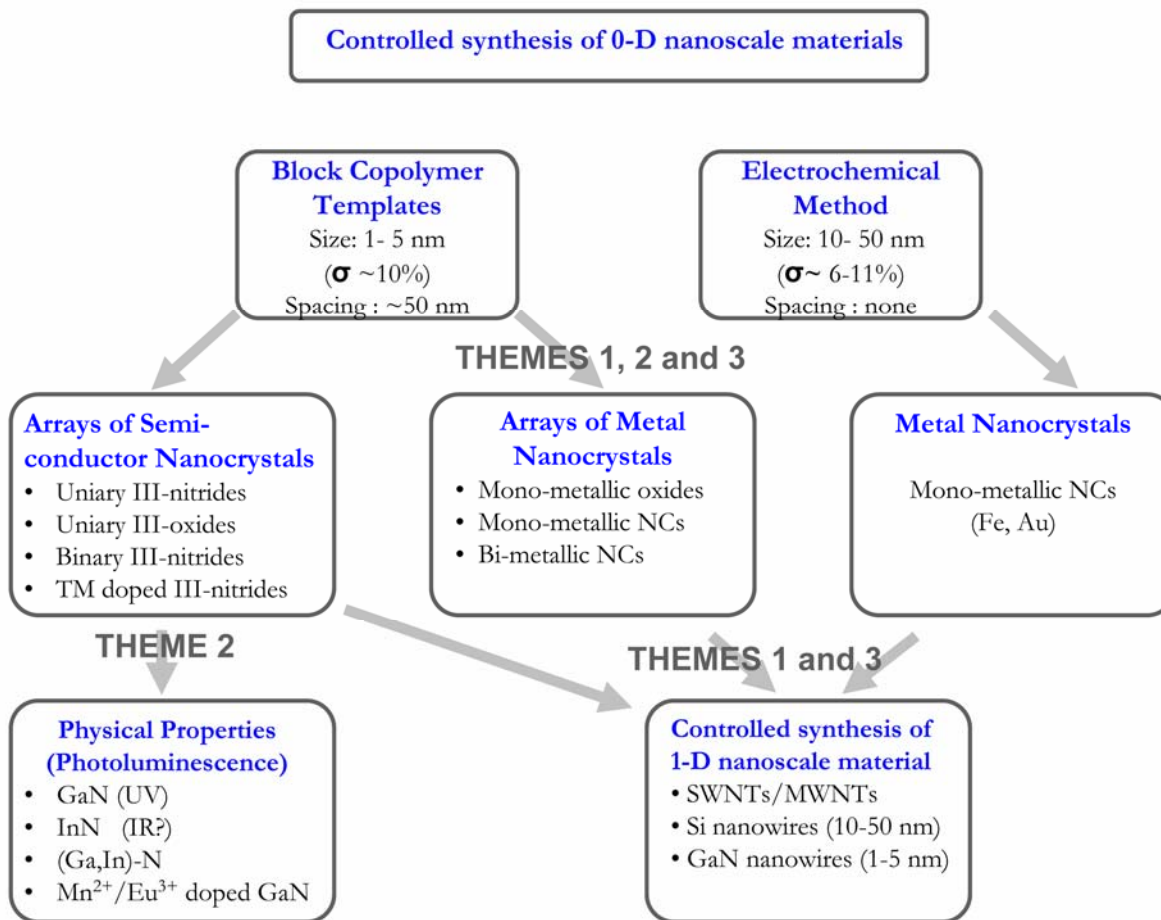 Controlled synthesis of 0-D nanoscale materials
Block Copolymer
Templates
Size: 1- 5 nm
(σ ~10%)
Spacing : ~50 nm
Electrochemical
Method
Size: 10- 50 nm
(σ~ 6-11%)
Spacing : none
THEMES 1, 2 and 3
Arrays of Semi-
conductor Nanocrystals
• Uniary III-nitrides
• Uniary III-oxides
• Binary III-nitrides
• TM doped III-nitrides
Arrays of Metal
Nanocrystals
• Mono-metallic oxides
• Mono-metallic NCs
• Bi-metallic NCs
Metal Nanocrystals
Mono-metallic NCs
(Fe, Au)
THEME 2
THEMES 1 and 3
Physical Properties
(Photoluminescence)
• GaN (UV)
• InN (IR?)
• (Ga,In)-N
• Mn²⁺/Eu³⁺ doped GaN
Controlled synthesis of
1-D nanoscale material
• SWNTs/MWNTs
• Si nanowires (10-50 nm)
• GaN nanowires (1-5 nm)